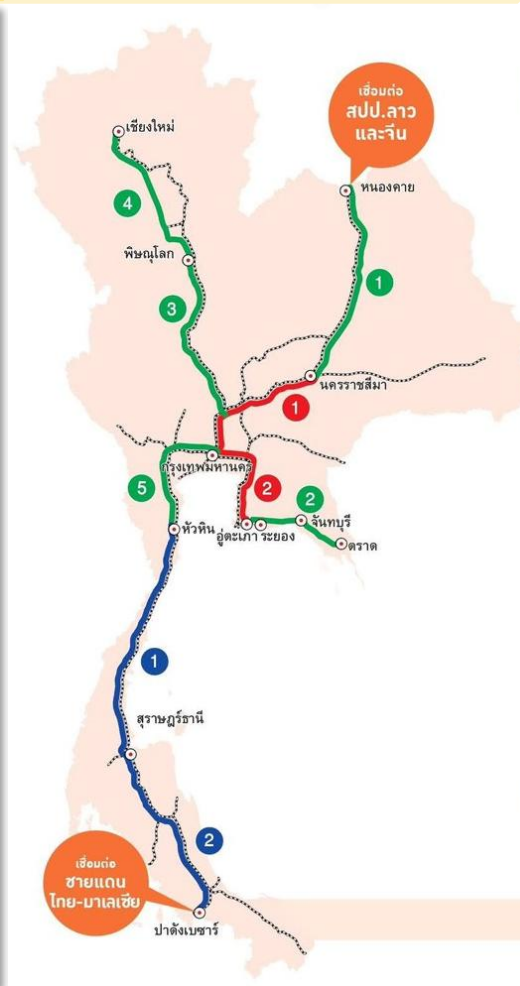 เชื่อมต่อ
สปป.ลาว
และจีน
เชียงใหม่
หนองคาย
4
พิษณุโลก
1
3
นครราชสีมา
1
กรุงเทพมหานคร
5
2
2
จันทบุรี
หัวหิน
อู่ตะเภา ระยอง
ตราด
1
สุราษฎร์ธานี
2
เชื่อมต่อ
ชายแดน
ไทย-มาเลเซีย
ปาดังเบซาร์